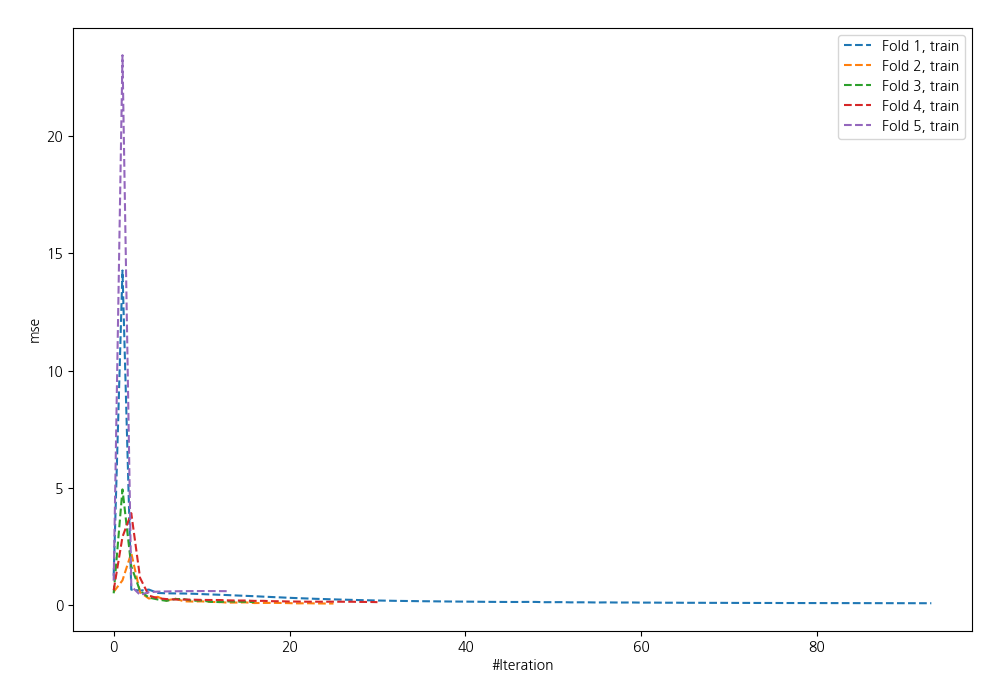 Fold 1, train
Fold 2, train
Fold 3, train
Fold 4, train
Fold 5, train
mse
20
15
10
5
0
0 20 40 60 80
#Iteration